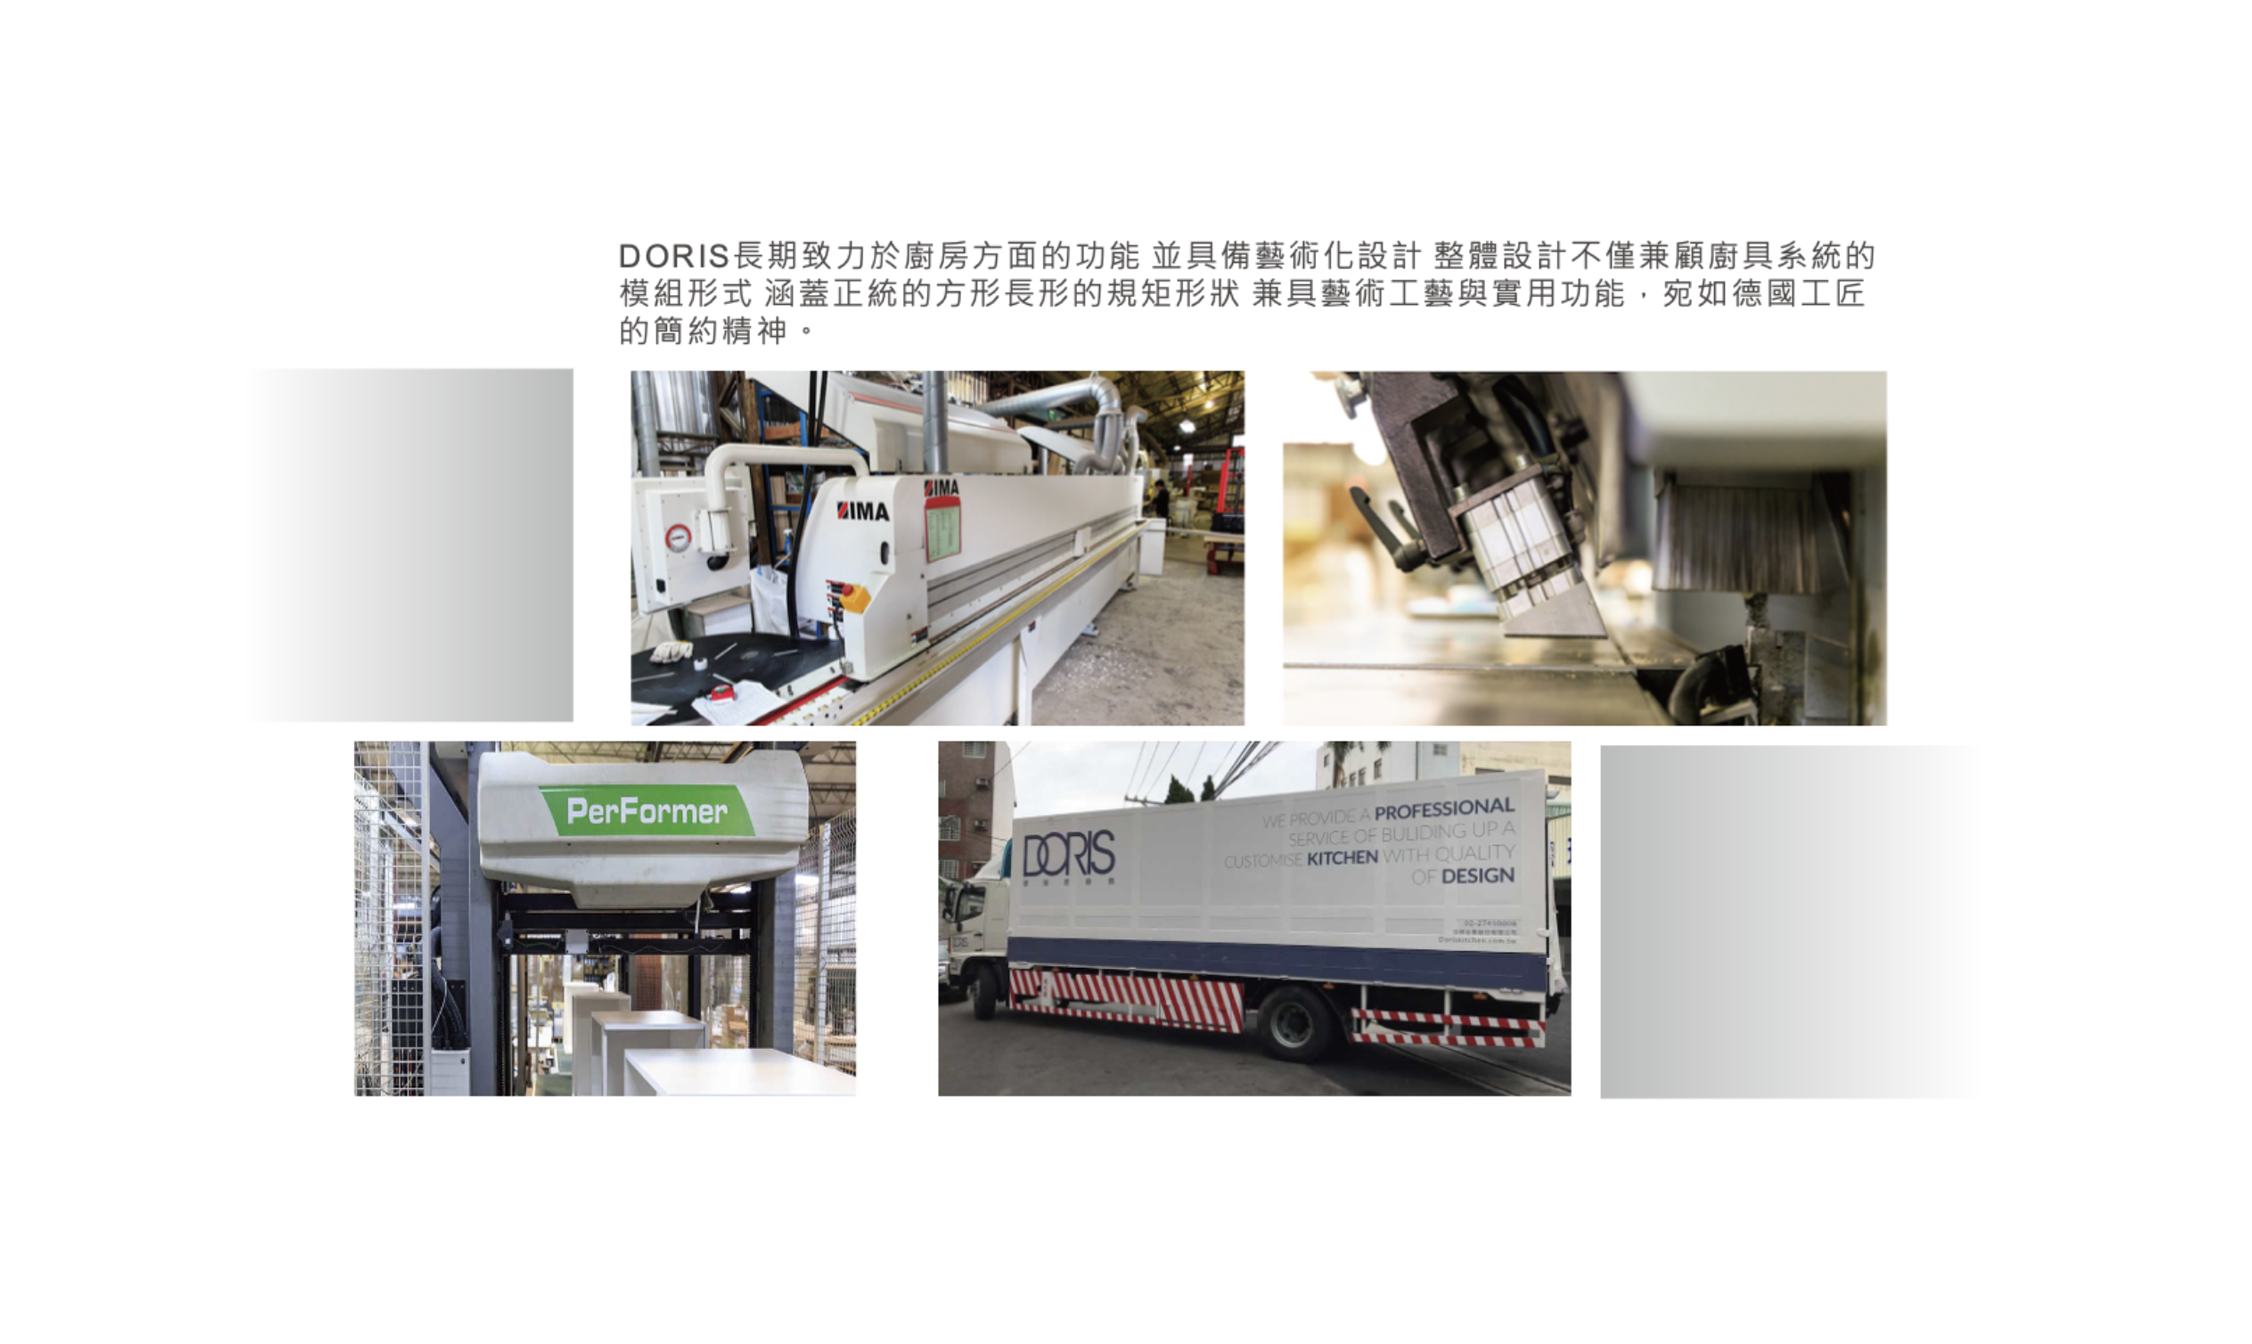 DORIS長期致力於廚房方面的功能 並具備藝術化設計 整體設計不僅兼顧廚具系統的
模組形式 涵蓋正統的方形長形的規矩形狀 兼具藝術工藝與實用功能，宛如德國工匠
的簡約精神。
IMA
IMA
PerFormer
DORIS
WE PROVIDE A PROFESSIONAL
SERVICE OF BULIDING UP A
CUSTOMISE KITCHEN WITH QUALITY
OF DESIGN
Doriskitchen.com.tw